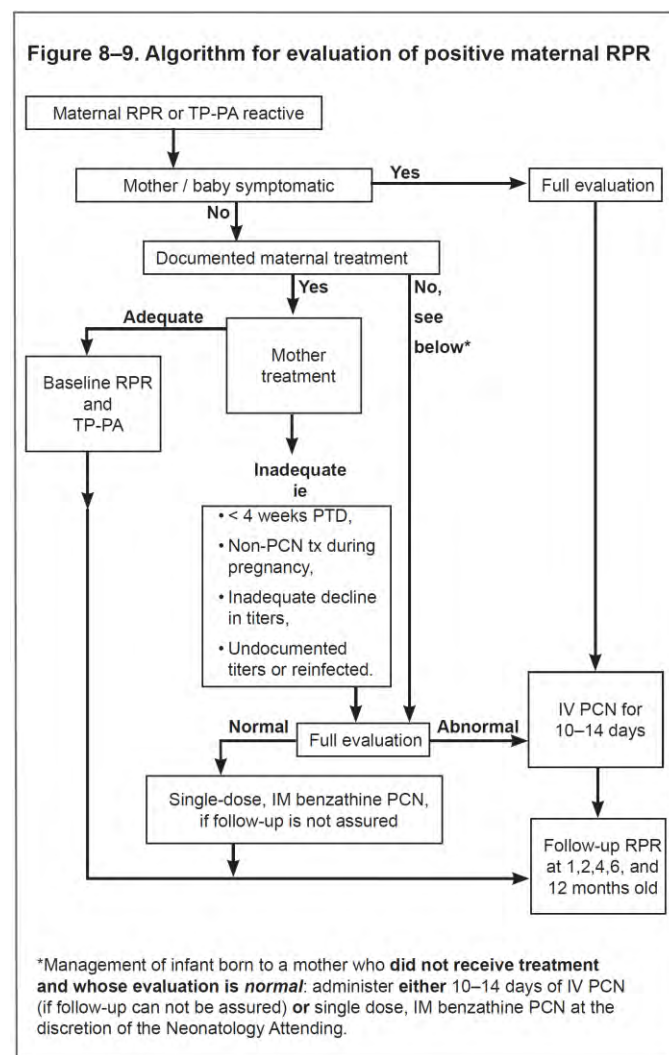 Figure 8–9. Algorithm for evaluation of positive maternal RPR
Maternal RPR or TP-PA reactive
Mother / baby symptomatic
Yes
Full evaluation
No
Documented maternal treatment
Yes
No,
see
below*
Adequate
Mother
treatment
Baseline RPR
and
TP-PA
Inadequate
ie
• < 4 weeks PTD,
• Non-PCN tx during
pregnancy,
• Inadequate decline
in titers,
• Undocumented
titers or reinfected.
Normal
Full evaluation
Abnormal
IV PCN for
10–14 days
Single-dose, IM benzathine PCN,
if follow-up is not assured
Follow-up RPR
at 1,2,4,6, and
12 months old
*Management of infant born to a mother who did not receive treatment
and whose evaluation is normal: administer either 10–14 days of IV PCN
(if follow-up can not be assured) or single dose, IM benzathine PCN at the
discretion of the Neonatology Attending.